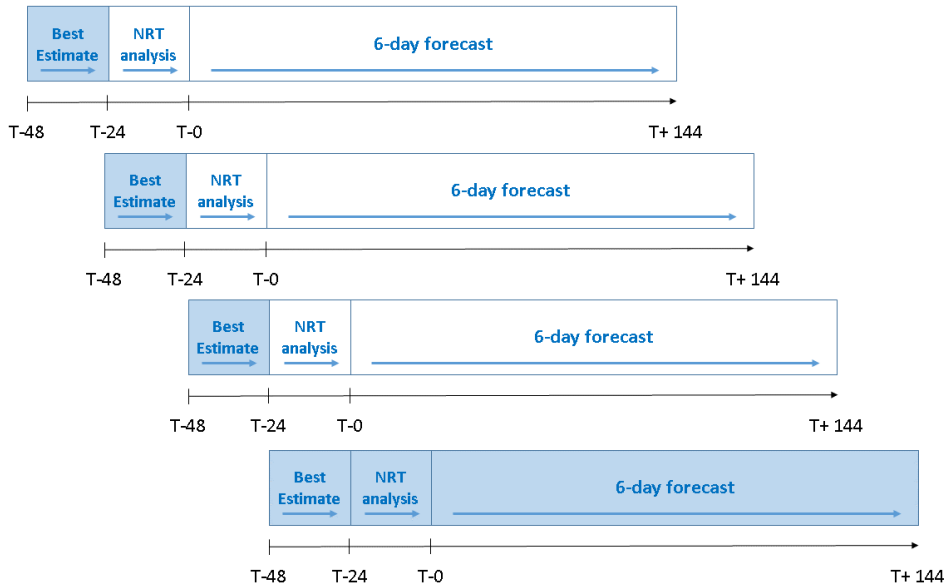 Best Estimate
NRT analysis
6-day forecast
T-48
T-24
T-0
T+ 144
Best Estimate
NRT analysis
6-day forecast
T-48
T-24
T-0
T+ 144
Best Estimate
NRT analysis
6-day forecast
T-48
T-24
T-0
T+ 144
Best Estimate
NRT analysis
6-day forecast
T-48
T-24
T-0
T+ 144